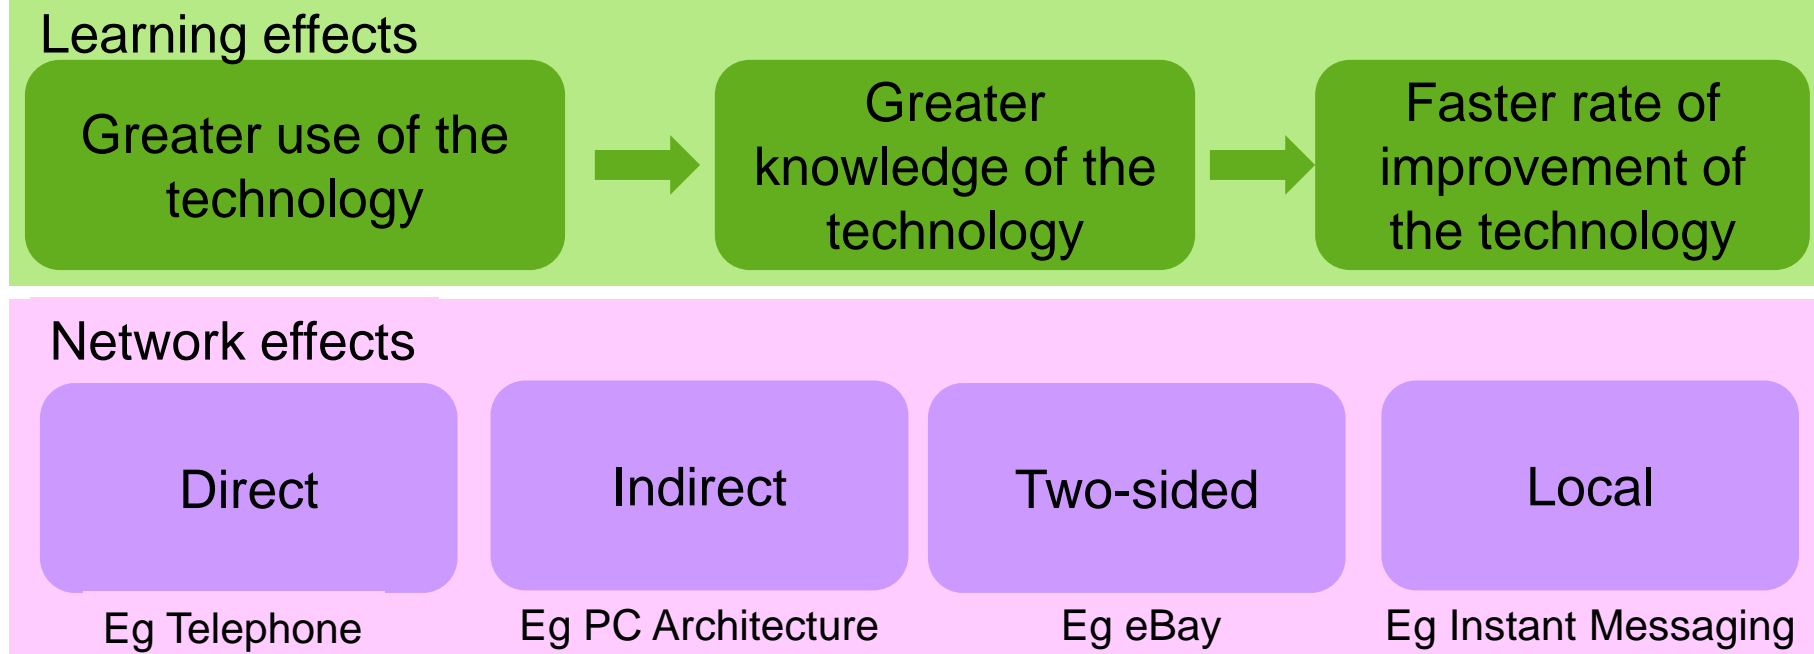 Learning effects
Greater use of the
technology
Greater
knowledge of the
technology
Faster rate of
improvement of
the technology
Network effects
Direct
Indirect
Two-sided
Local
Eg Telephone
Eg PC Architecture
Eg eBay
Eg Instant Messaging